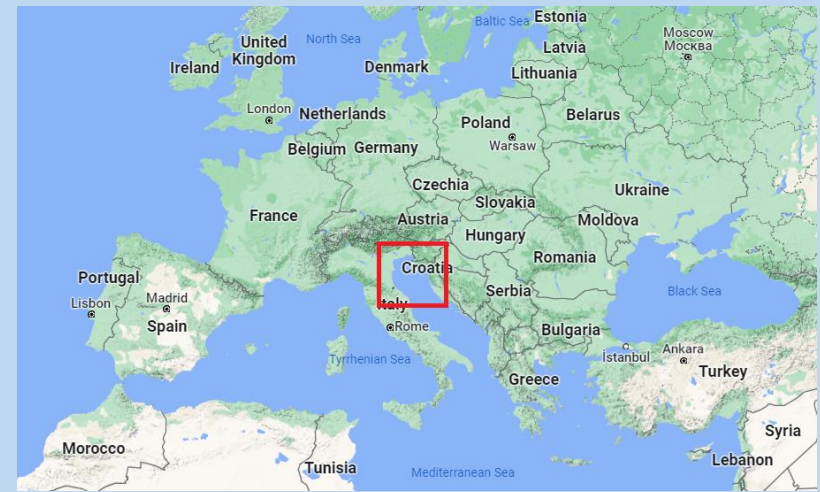 Baltic Sea
Estonia
Moscow
Москва
North Sea
United
Kingdom
Latvia
Ireland
Denmark
Lithuania
London
Netherlands
Belarus
Poland
Warsaw
Belgium
Germany
Czechia
Ukraine
Slovakia
France
Austria
Moldova
Hungary
Romania
Croatia
Portugal
Serbia
Black Sea
Lisbon
Madrid
Italy
Spain
Rome
Bulgaria
İstanbul
Ankara
Tyrrhenian Sea
Turkey
Greece
Syria
Morocco
Lebanon
Tunisia
Mediterranean Sea